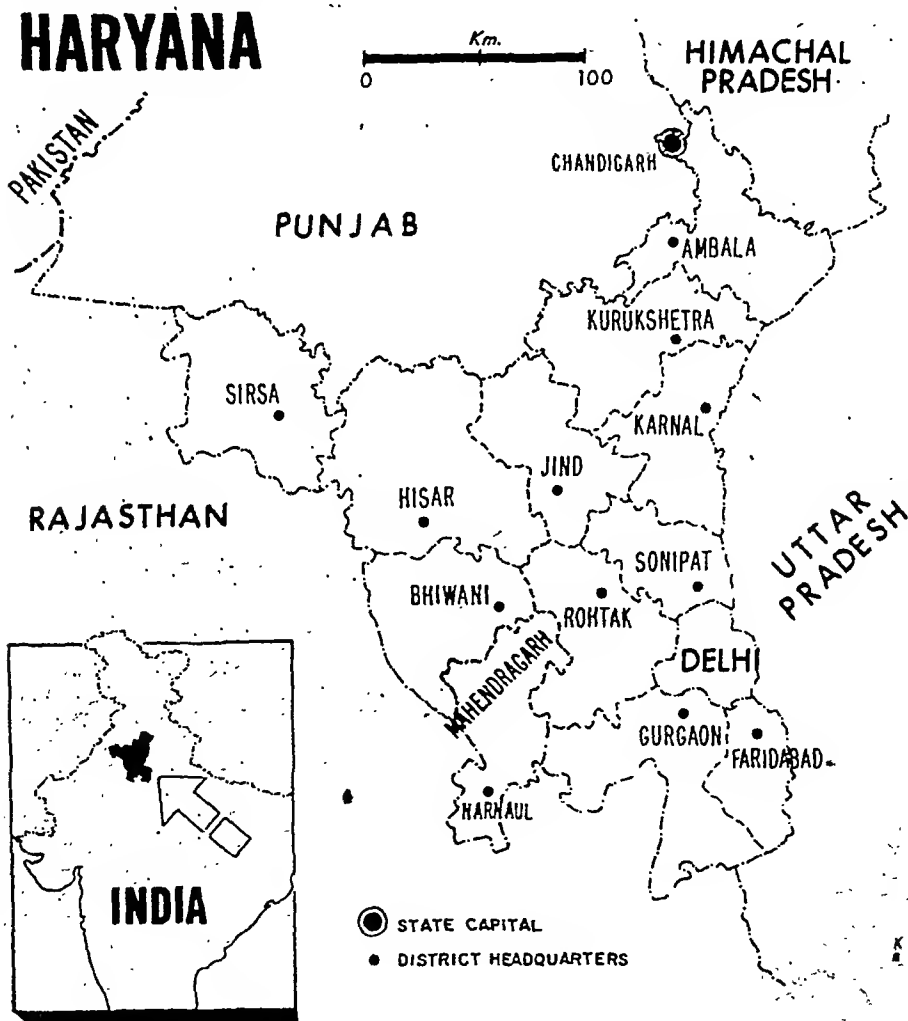 HARYANA
Km.
0
100
HIMACHAL
PRADESH
PAKISTAN
CHANDIGARH
PUNJAB
AMBALA
KURUKSHETRA
SIRSA
KARNAL
JIND
HISAR
RAJASTHAN
UTTAR
PRADESH
SONIPAT
BHIWANI
ROHTAK
MAHENDRAGARH
DELHI
GURGAON
FARIDABAD
NARNAUL
INDIA
STATE CAPITAL
DISTRICT HEADQUARTERS
K